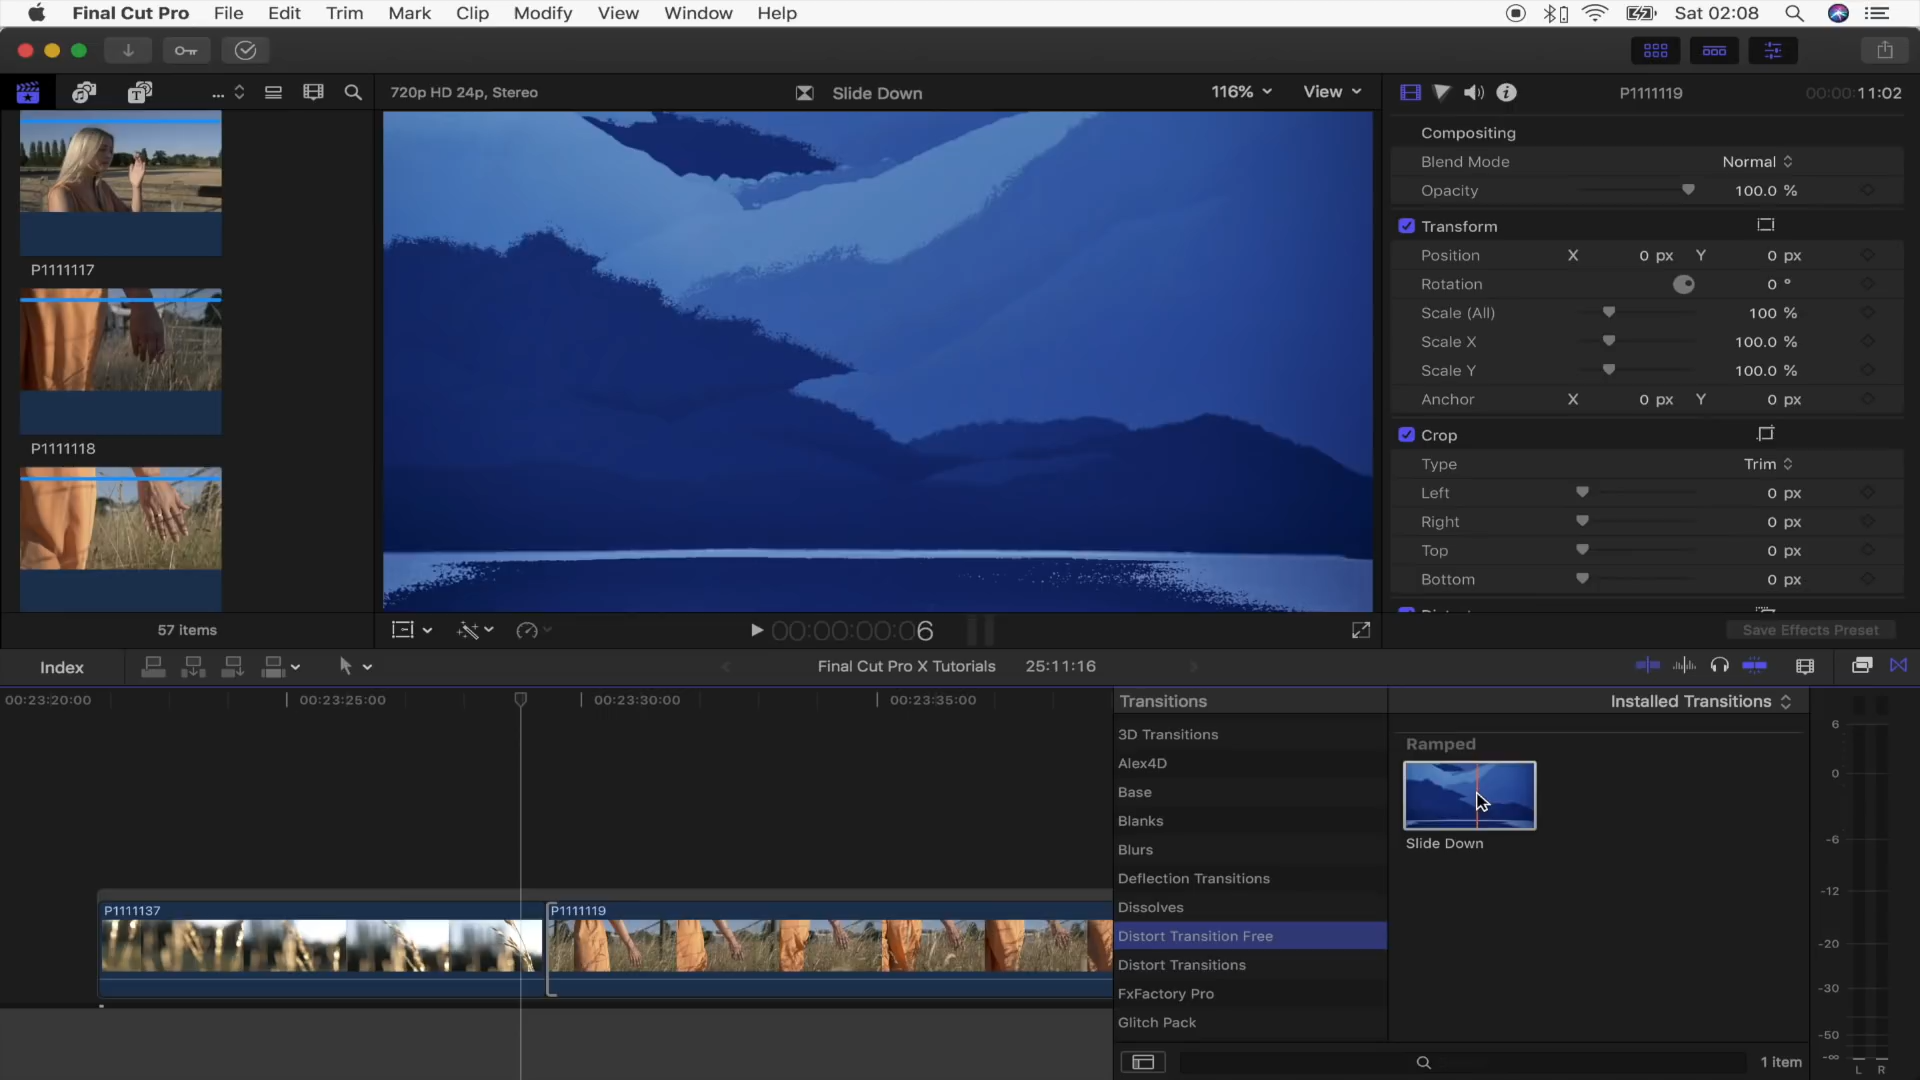 Final Cut Pro File Edit Trim Mark Clip Modify View Window Help Sat 02:08
... 720p HD 24p, Stereo Slide Down 116% View P1111119 00:00:11:02
P1111117
P1111118
57 items
00:00:00:06
Compositing
Blend Mode Normal
Opacity 100.0 %
Transform
Position X 0 px Y 0 px
Rotation 0 °
Scale (All) 100 %
Scale X 100.0 %
Scale Y 100.0 %
Anchor X 0 px Y 0 px
Crop
Type Trim
Left 0 px
Right 0 px
Top 0 px
Bottom 0 px
Save Effects Preset
Index Final Cut Pro X Tutorials 25:11:16
00:23:20:00 00:23:25:00 00:23:30:00 00:23:35:00
P1111137 P1111119
Transitions
3D Transitions
Alex4D
Base
Blanks
Blurs
Deflection Transitions
Dissolves
Distort Transition Free
Distort Transitions
FxFactory Pro
Glitch Pack
Installed Transitions
Ramped
Slide Down
1 item
6
0
-6
-12
-20
-30
-50
-∞
L R